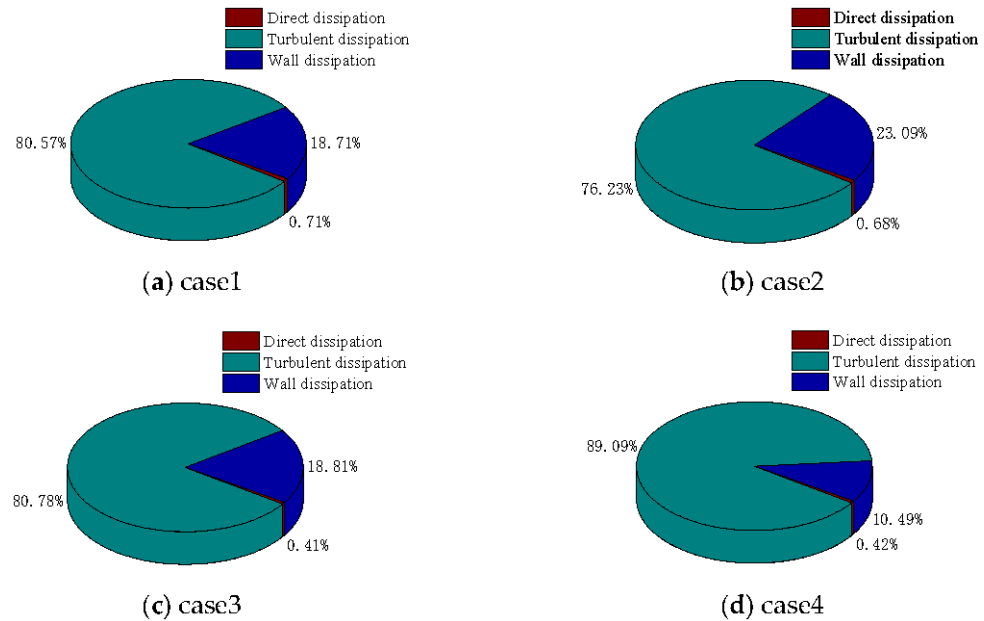 Direct dissipation
Turbulent dissipation
Wall dissipation
80.57%
18.71%
0.71%
(a) case1
Direct dissipation
Turbulent dissipation
Wall dissipation
23.09%
76.23%
0.68%
(b) case2
Direct dissipation
Turbulent dissipation
Wall dissipation
18.81%
80.78%
0.41%
(c) case3
Direct dissipation
Turbulent dissipation
Wall dissipation
89.09%
10.49%
0.42%
(d) case4